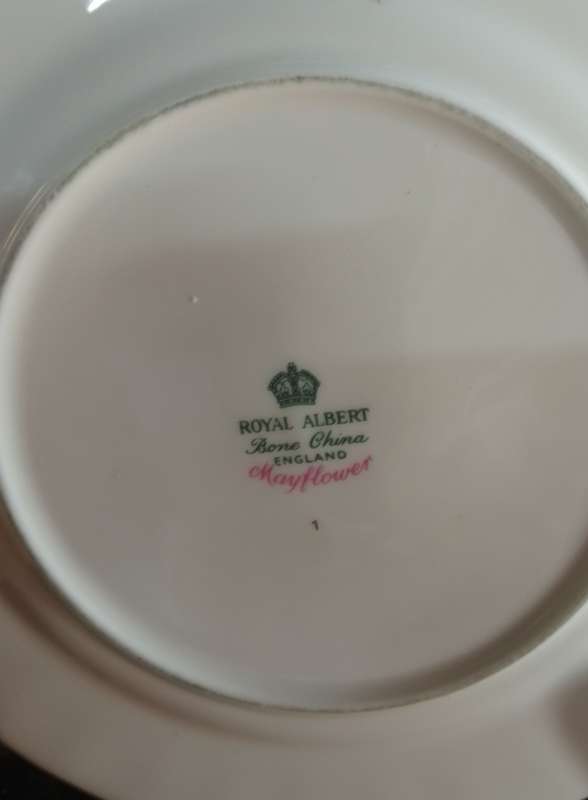 ROYAL ALBERT
Bone China
ENGLAND
Mayflower
1